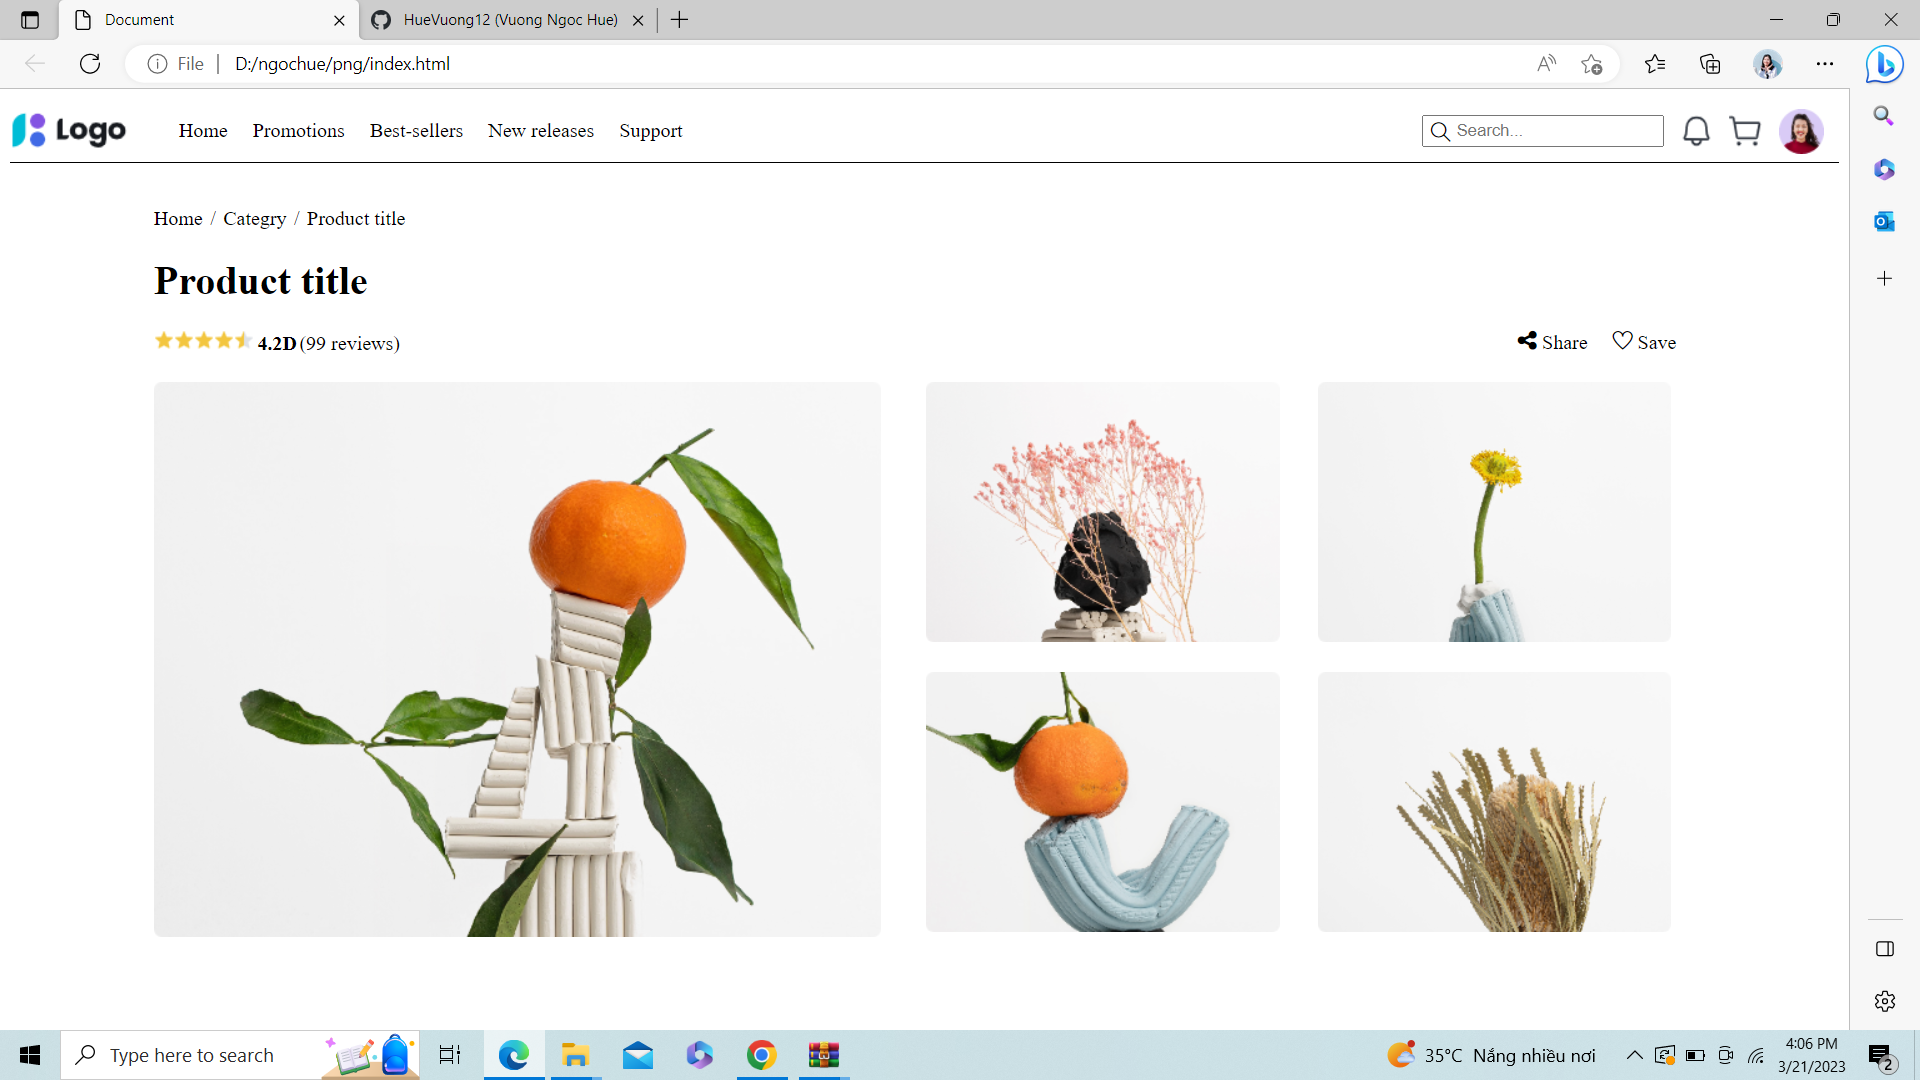 Document
HueVuong12 (Vuong Ngoc Hue)
File
D:/ngochue/png/index.html
Logo
Home
Promotions
Best-sellers
New releases
Support
Search...
Home / Categry / Product title
Product title
4.2D (99 reviews)
Share
Save
Type here to search
35°C Nắng nhiều nơi
4:06 PM
3/21/2023
2